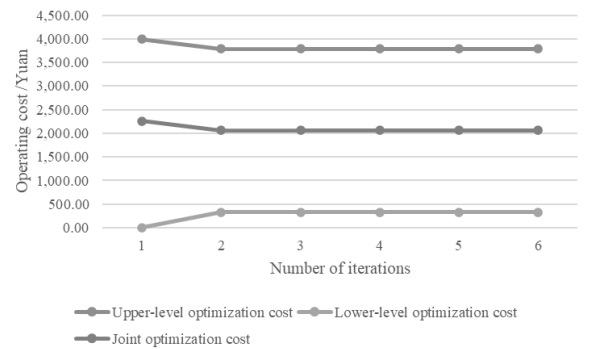 4,500.00
4,000.00
3,500.00
3,000.00
2,500.00
2,000.00
1,500.00
1,000.00
500.00
0.00
Operating cost /Yuan
1 2 3 4 5 6
Number of iterations
Upper-level optimization cost Lower-level optimization cost
Joint optimization cost